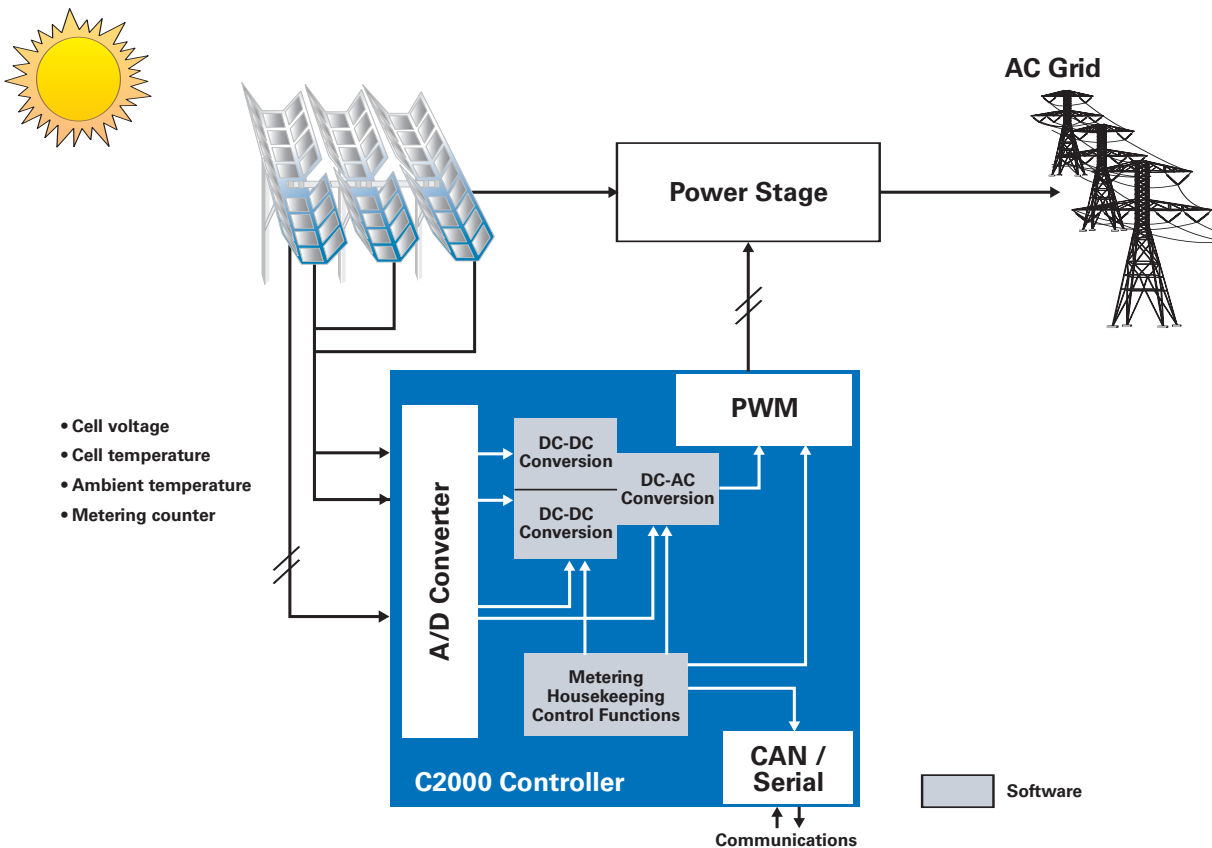 AC Grid
Power Stage
• Cell voltage
• Cell temperature
• Ambient temperature
• Metering counter
PWM
A/D Converter
DC-DC
Conversion
DC-DC
Conversion
DC-AC
Conversion
Metering
Housekeeping
Control Functions
CAN /
Serial
C2000 Controller
Software
Communications